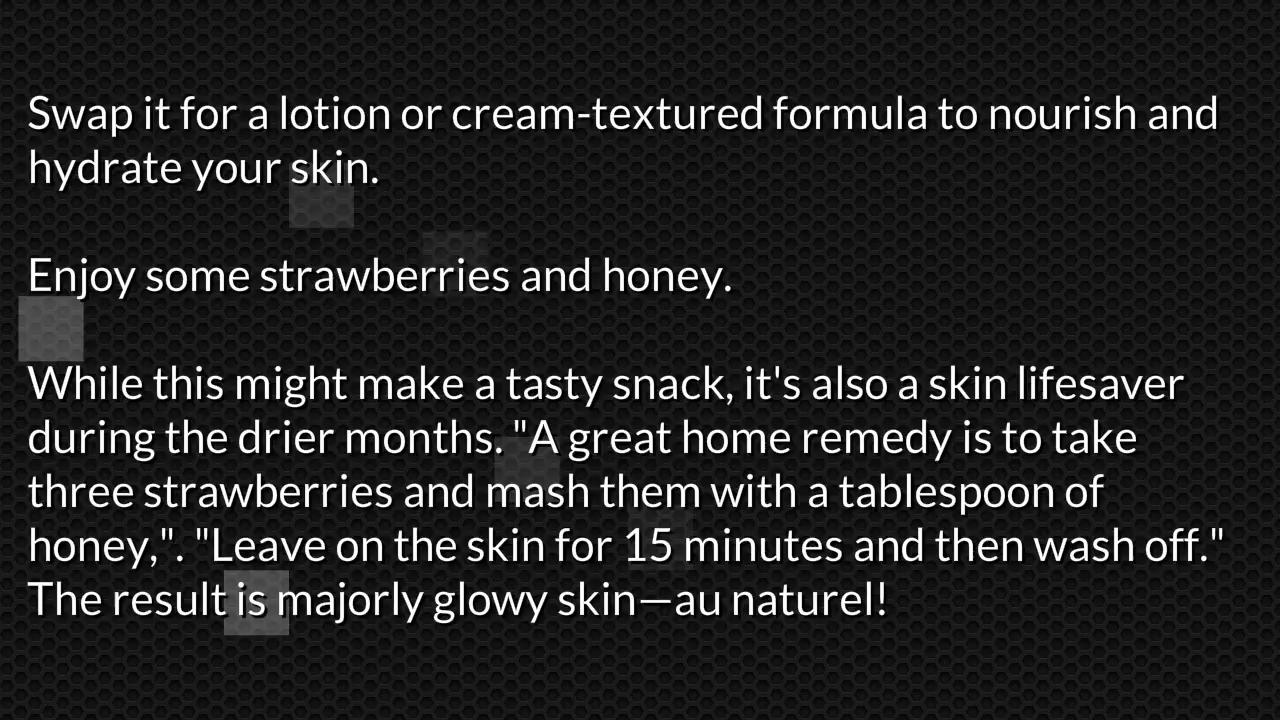 Swap it for a lotion or cream-textured formula to nourish and
hydrate your skin.
Enjoy some strawberries and honey.
While this might make a tasty snack, it's also a skin lifesaver
during the drier months. "A great home remedy is to take
three strawberries and mash them with a tablespoon of
honey,". "Leave on the skin for 15 minutes and then wash off."
The result is majorly glowy skin—au naturel!